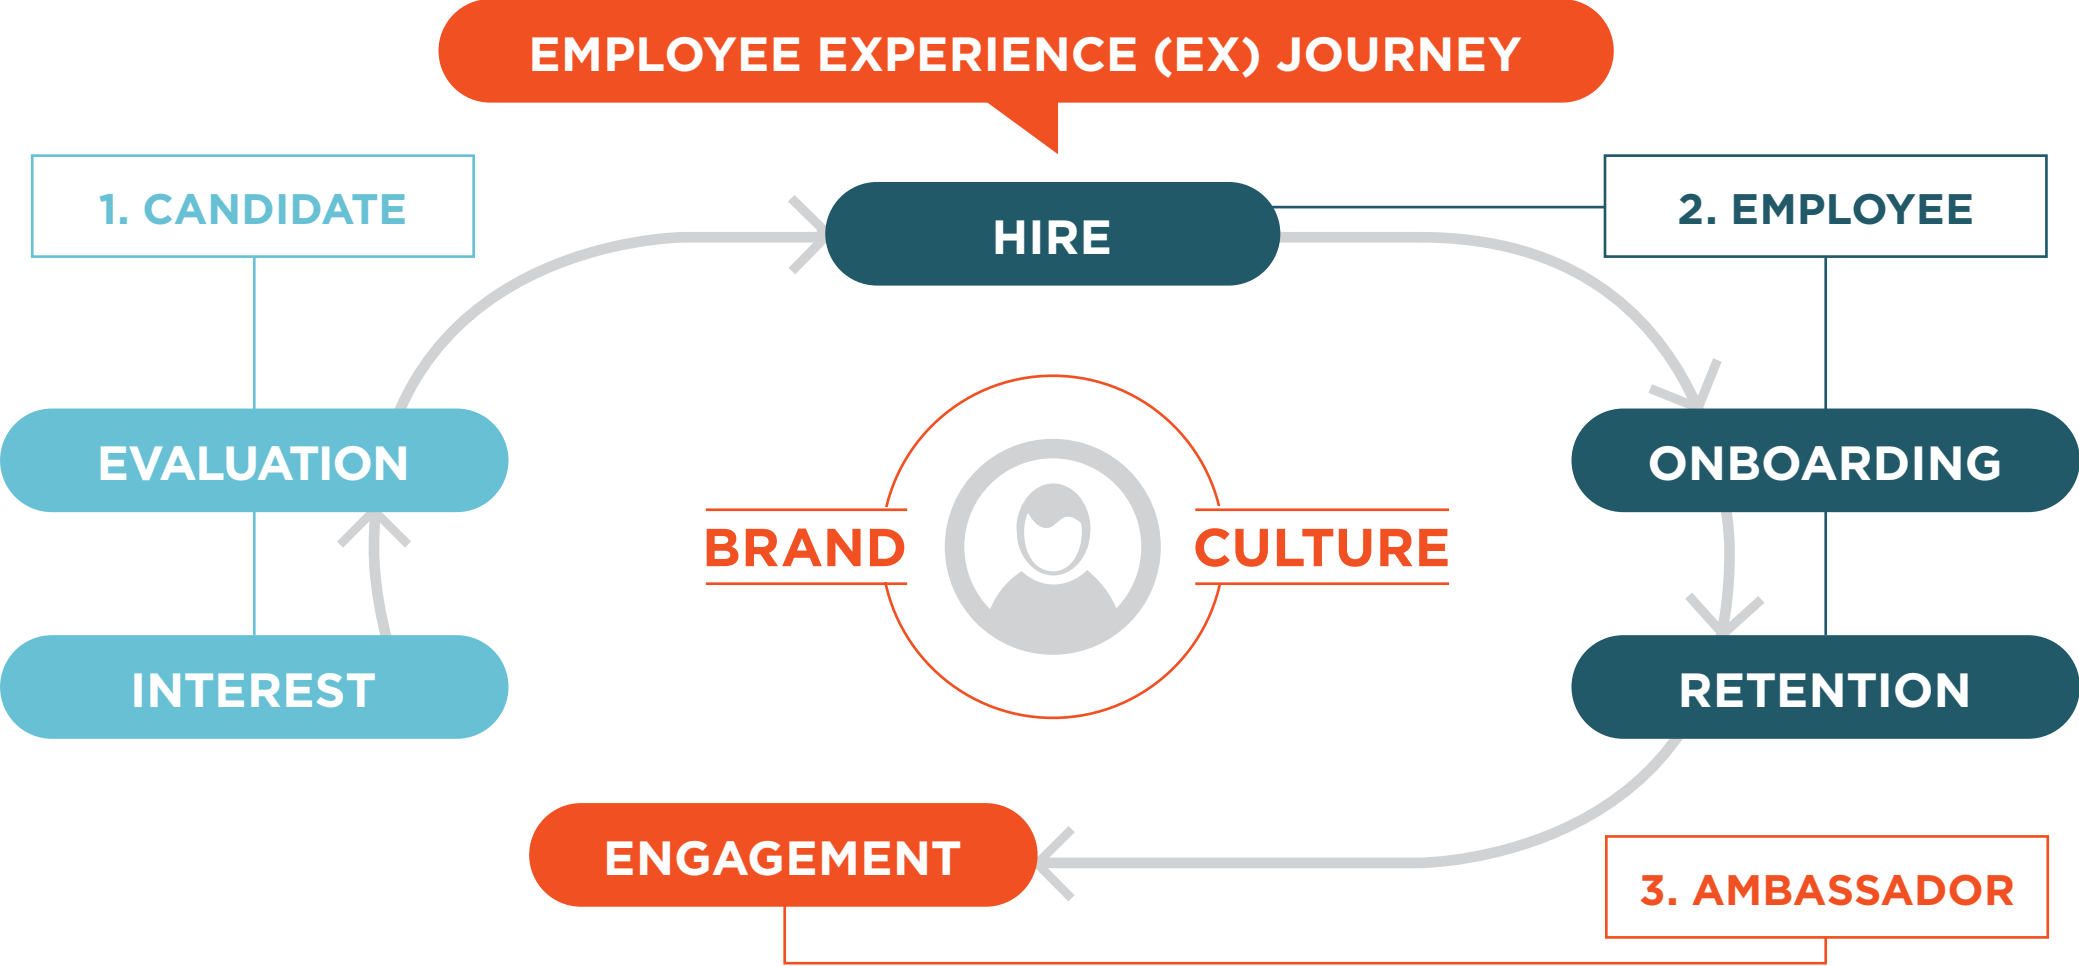 EMPLOYEE EXPERIENCE (EX) JOURNEY
1. CANDIDATE
2. EMPLOYEE
HIRE
EVALUATION
ONBOARDING
BRAND
CULTURE
INTEREST
RETENTION
ENGAGEMENT
3. AMBASSADOR